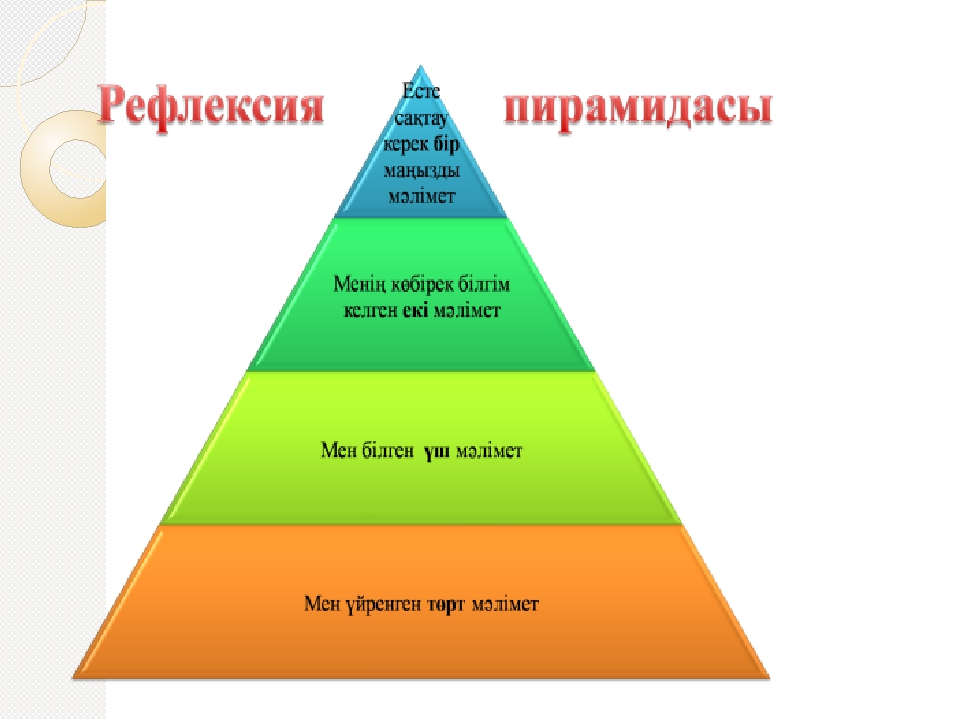 Рефлексия пирамидасы
Есте
сақтау
керек бір
маңызды
мәлімет
Менің көбірек білгім
келген екі мәлімет
Мен білген үш мәлімет
Мен үйренген төрт мәлімет